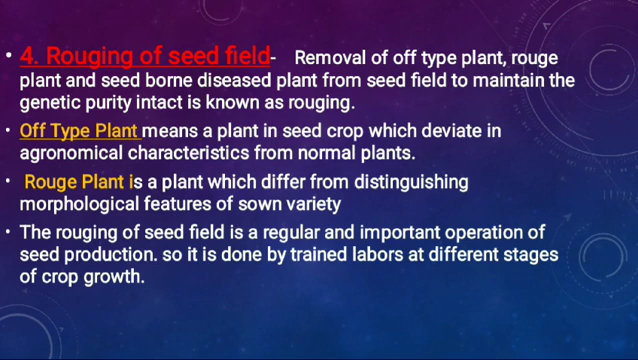 • 4. Rouging of seed field- Removal of off type plant, rouge
plant and seed borne diseased plant from seed field to maintain the
genetic purity intact is known as rouging.
• Off Type Plant means a plant in seed crop which deviate in
agronomical characteristics from normal plants.
• Rouge Plant is a plant which differ from distinguishing
morphological features of sown variety
• The rouging of seed field is a regular and important operation of
seed production. so it is done by trained labors at different stages
of crop growth.